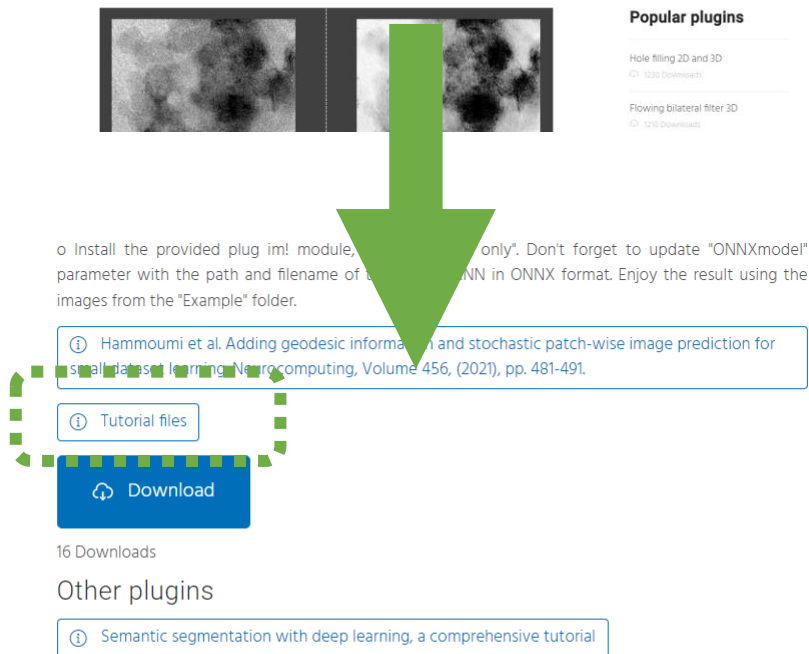 Popular plugins
Hole filling 2D and 3D
1230 Downloads
Flowing bilateral filter 3D
1210 Downloads
o Install the provided plug im! module, only". Don't forget to update "ONNXmodel"
parameter with the path and filename of NN in ONNX format. Enjoy the result using the
images from the "Example" folder.
Hammoumi et al. Adding geodesic information and stochastic patch-wise image prediction for
small dataset learning, Neurocomputing, Volume 456, (2021), pp. 481-491.
Tutorial files
Download
16 Downloads
Other plugins
Semantic segmentation with deep learning, a comprehensive tutorial